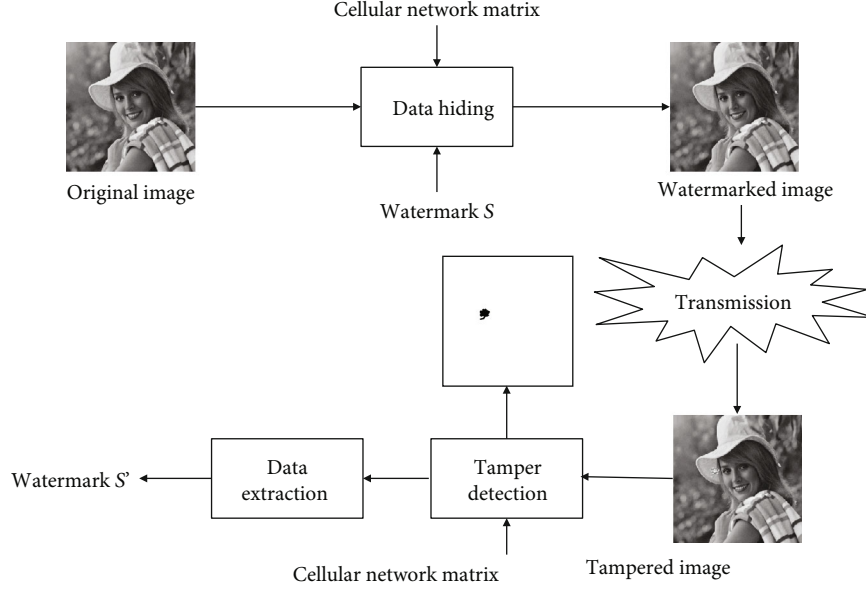 Cellular network matrix
Data hiding
Original image
Watermarked image
Watermark S
Transmission
Data
extraction
Tamper
detection
Watermark S'
Cellular network matrix
Tampered image